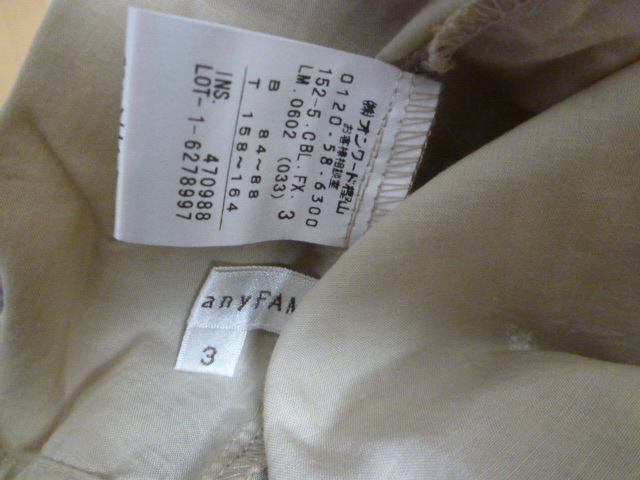 ㈱オンワード樫山
お客様相談室
0120.58-6300
152-5.CBL.FX. 3
LM.0602 (033)
B 84~88
T 158~164
INS. 470988
LOT-1-6278997
anyFAM
3